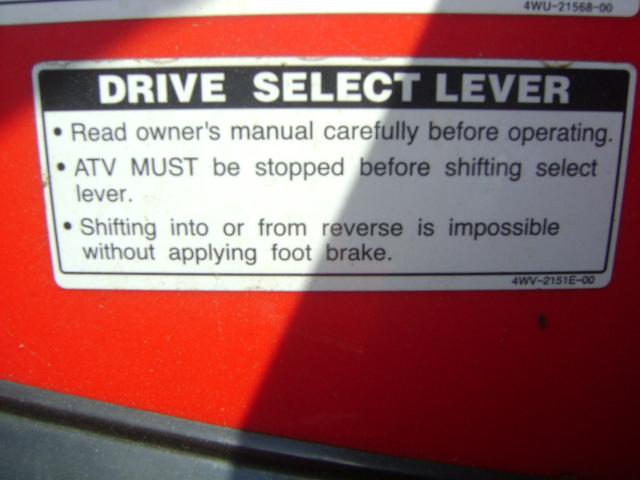 4WU-21568-00
DRIVE SELECT LEVER
• Read owner's manual carefully before operating.
• ATV MUST be stopped before shifting select
lever.
• Shifting into or from reverse is impossible
without applying foot brake.
4WV-2151E-00